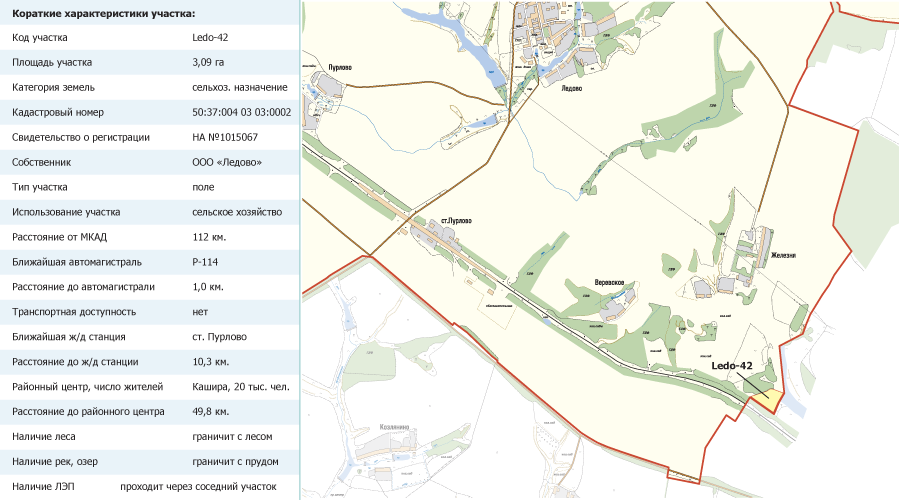 Короткие характеристики участка:
Код участка Ledo-42
Площадь участка 3,09 га
Категория земель сельхоз. назначение
Кадастровый номер 50:37:004 03 03:0002
Свидетельство о регистрации НА №1015067
Собственник ООО «Ледово»
Тип участка поле
Использование участка сельское хозяйство
Расстояние от МКАД 112 км.
Ближайшая автомагистраль Р-114
Расстояние до автомагистрали 1,0 км.
Транспортная доступность нет
Ближайшая ж/д станция ст. Пурлово
Расстояние до ж/д станции 10,3 км.
Районный центр, число жителей Кашира, 20 тыс. чел.
Расстояние до районного центра 49,8 км.
Наличие леса граничит с лесом
Наличие рек, озер граничит с прудом
Наличие ЛЭП проходит через соседний участок
Пурлово
Ледово
ст.Пурлово
Железня
Ledo-42
Козлянино